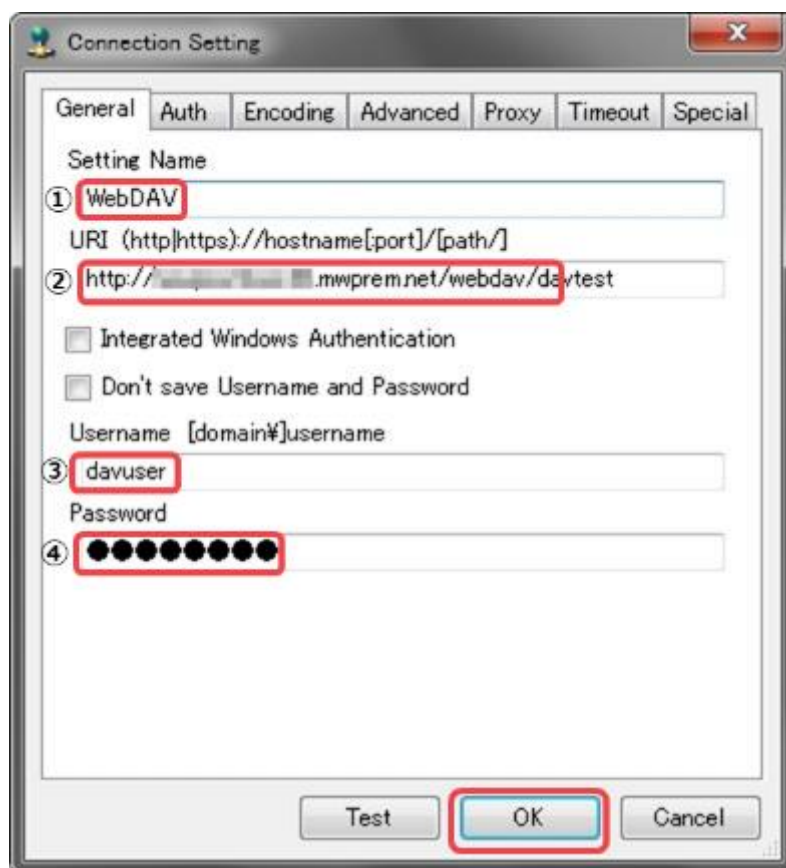 Connection Setting
General Auth Encoding Advanced Proxy Timeout Special
Setting Name
① WebDAV
URI (http|https)://hostname[:port]/[path/]
② http:// .mwprem.net/webdav/davtest
Integrated Windows Authentication
Don't save Username and Password
Username [domain¥]username
③ davuser
Password
④ ●●●●●●●●
Test OK Cancel